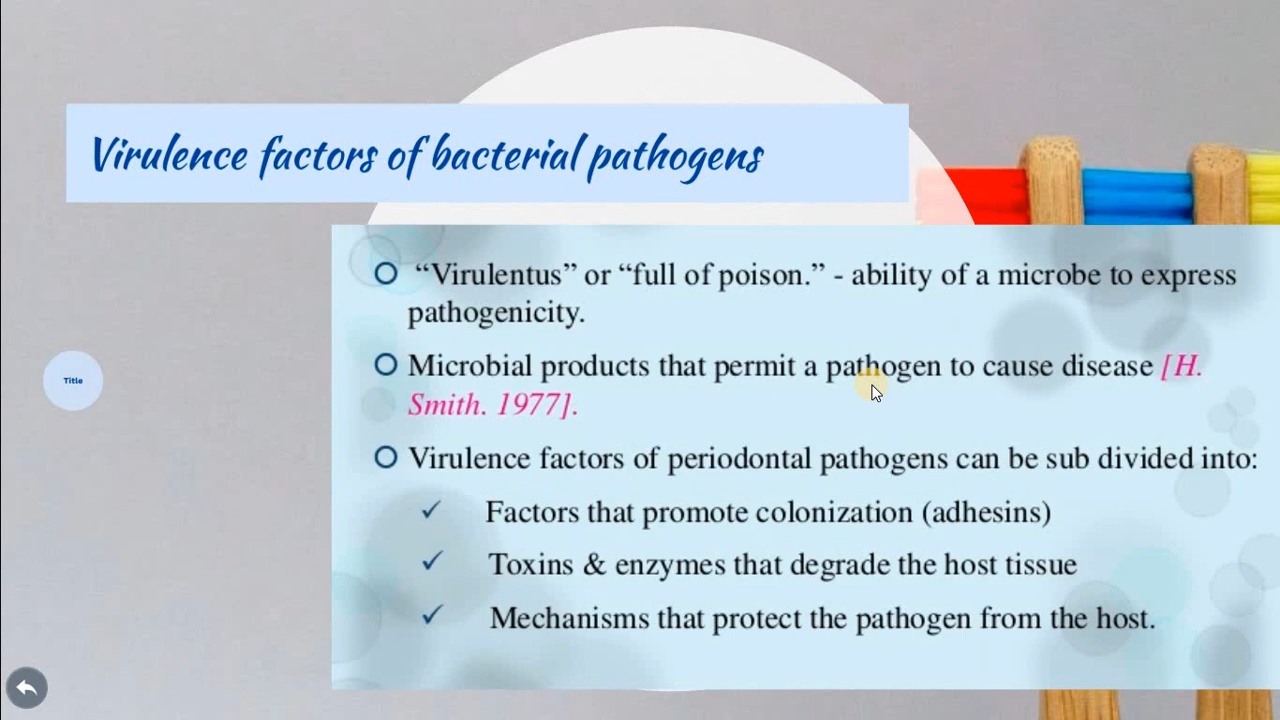 Virulence factors of bacterial pathogens
“Virulentus” or “full of poison.” - ability of a microbe to express
pathogenicity.
Microbial products that permit a pathogen to cause disease [H.
Smith. 1977].
Title
Virulence factors of periodontal pathogens can be sub divided into:
✓ Factors that promote colonization (adhesins)
✓ Toxins & enzymes that degrade the host tissue
✓ Mechanisms that protect the pathogen from the host.